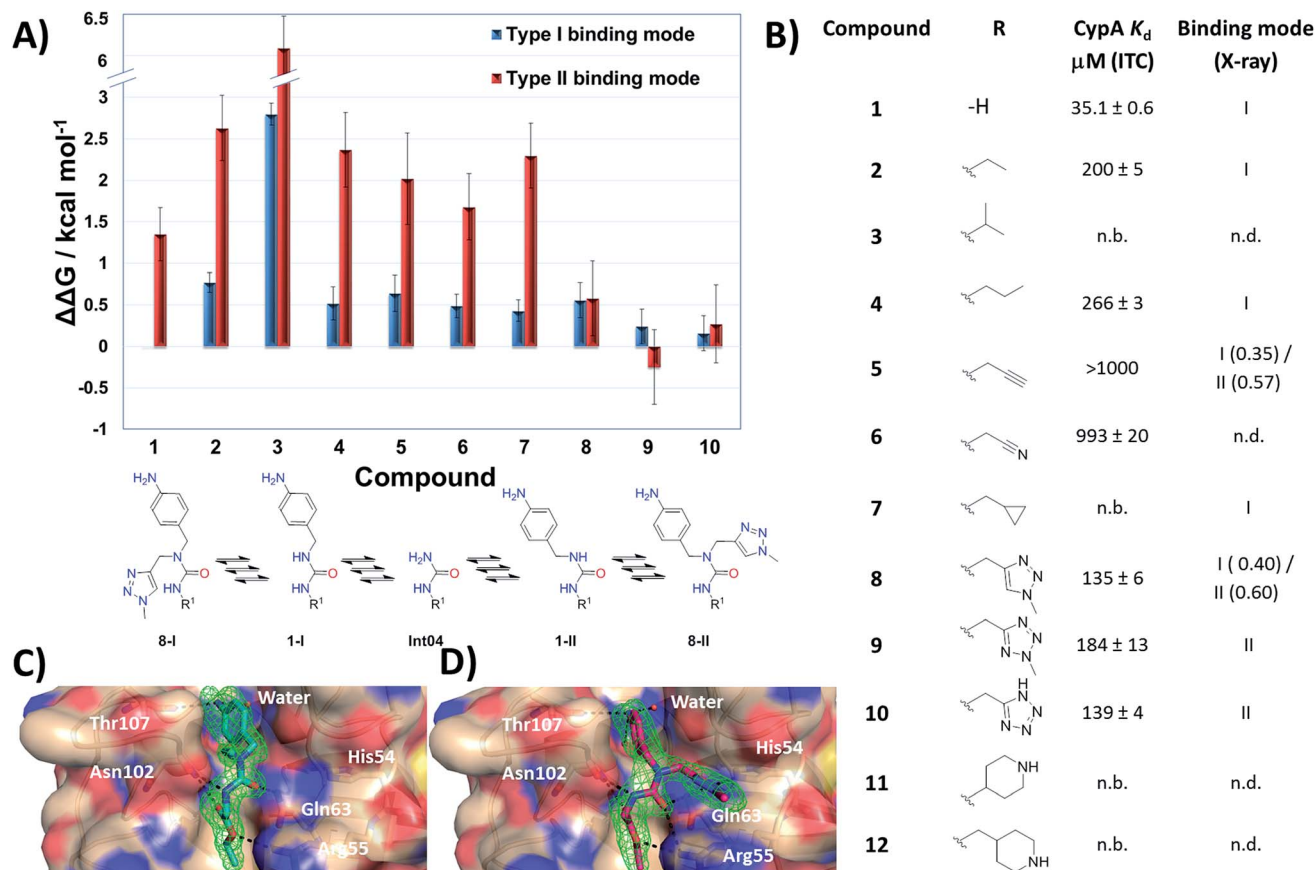 A)
6.5
6
3
2.5
2
1.5
1
0.5
0
-0.5
-1
ΔΔG / kcal mol⁻¹
Type I binding mode
Type II binding mode
1 2 3 4 5 6 7 8 9 10
Compound
H₂N H₂N H₂N H₂N
N N N N H₂N NH NH N N N N
N O NH O O O O
HN HN HN HN HN
R¹ R¹ R¹ R¹ R¹
8-I 1-I Int04 1-II 8-II
B)
Compound R CypA Kd Binding mode
μM (ITC) (X-ray)
1 -H 35.1 ± 0.6 I
2 200 ± 5 I
3 n.b. n.d.
4 266 ± 3 I
5 >1000 I (0.35) /
II (0.57)
6 N 993 ± 20 n.d.
7 n.b. I
8 N N N 135 ± 6 I ( 0.40) /
II (0.60)
9 N N N N 184 ± 13 II
10 H N N N N 139 ± 4 II
11 NH n.b. n.d.
12 NH n.b. n.d.
C)
Water
Thr107
His54
Asn102
Gln63
Arg55
D)
Water
Thr107
His54
Asn102
Gln63
Arg55